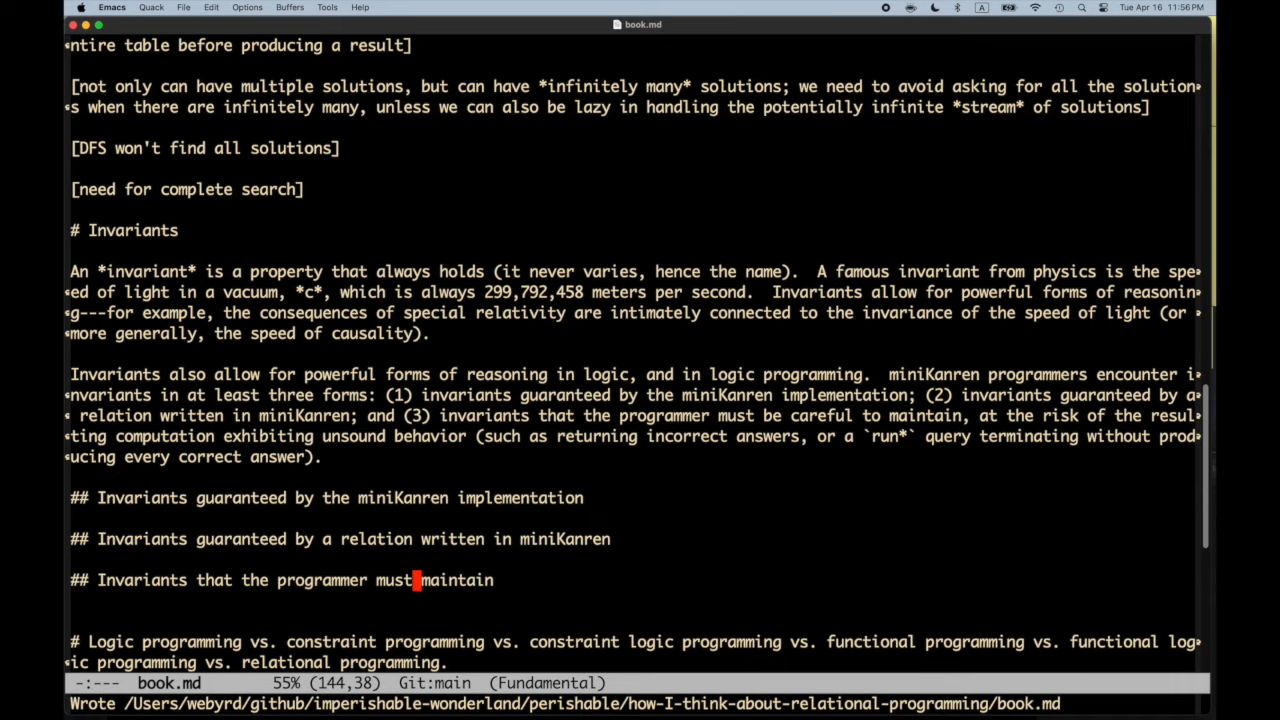 Emacs Quack File Edit Options Buffers Tools Help Tue Apr 16 11:56 PM
book.md
ntire table before producing a result]
[not only can have multiple solutions, but can have *infinitely many* solutions; we need to avoid asking for all the solution
s when there are infinitely many, unless we can also be lazy in handling the potentially infinite *stream* of solutions]
[DFS won't find all solutions]
[need for complete search]
# Invariants
An *invariant* is a property that always holds (it never varies, hence the name).  A famous invariant from physics is the spe
ed of light in a vacuum, *c*, which is always 299,792,458 meters per second.  Invariants allow for powerful forms of reasonin
g---for example, the consequences of special relativity are intimately connected to the invariance of the speed of light (or
more generally, the speed of causality).
Invariants also allow for powerful forms of reasoning in logic, and in logic programming.  miniKanren programmers encounter i
nvariants in at least three forms: (1) invariants guaranteed by the miniKanren implementation; (2) invariants guaranteed by a
relation written in miniKanren; and (3) invariants that the programmer must be careful to maintain, at the risk of the resul
ting computation exhibiting unsound behavior (such as returning incorrect answers, or a `run*` query terminating without prod
ucing every correct answer).
## Invariants guaranteed by the miniKanren implementation
## Invariants guaranteed by a relation written in miniKanren
## Invariants that the programmer must maintain
# Logic programming vs. constraint programming vs. constraint logic programming vs. functional programming vs. functional log
ic programming vs. relational programming.
-:--- book.md 55% (144,38) Git:main (Fundamental)
Wrote /Users/webyrd/github/imperishable-wonderland/perishable/how-I-think-about-relational-programming/book.md